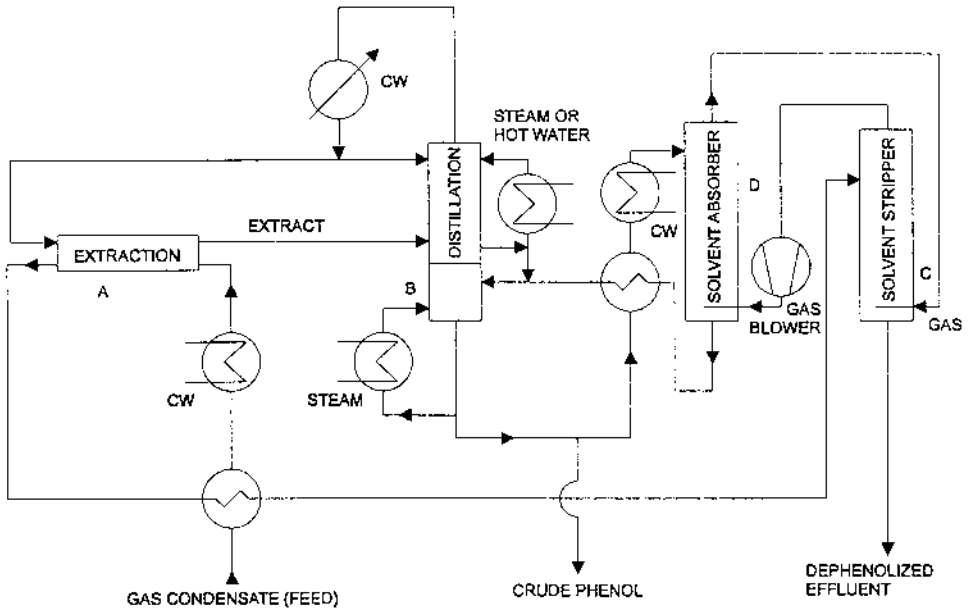 CW
STEAM OR
HOT WATER
DISTILLATION
SOLVENT ABSORBER
D
SOLVENT STRIPPER
EXTRACT
CW
EXTRACTION
A
B
C
GAS
BLOWER
GAS
CW
STEAM
GAS CONDENSATE (FEED)
CRUDE PHENOL
DEPHENOLIZED
EFFLUENT